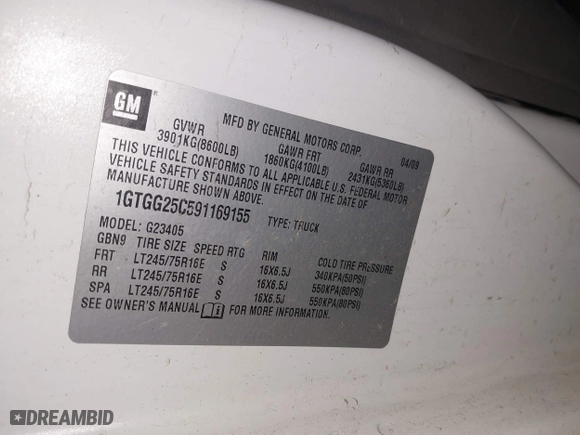 GM
MFD BY GENERAL MOTORS CORP. 04/09
GVWR GAWR FRT GAWR RR
3901KG(8600LB) 1860KG(4100LB) 2431KG(5360LB)
THIS VEHICLE CONFORMS TO ALL APPLICABLE U.S. FEDERAL MOTOR
VEHICLE SAFETY STANDARDS IN EFFECT ON THE DATE OF
MANUFACTURE SHOWN ABOVE.
1GTGG25C591169155 TYPE: TRUCK
MODEL: G23405
GBN9 TIRE SIZE SPEED RTG RIM COLD TIRE PRESSURE
FRT LT245/75R16E S 16X6.5J 340KPA(50PSI)
RR LT245/75R16E S 16X6.5J 550KPA(80PSI)
SPA LT245/75R16E S 16X6.5J 550KPA(80PSI)
SEE OWNER'S MANUAL FOR MORE INFORMATION.
DREAMBID